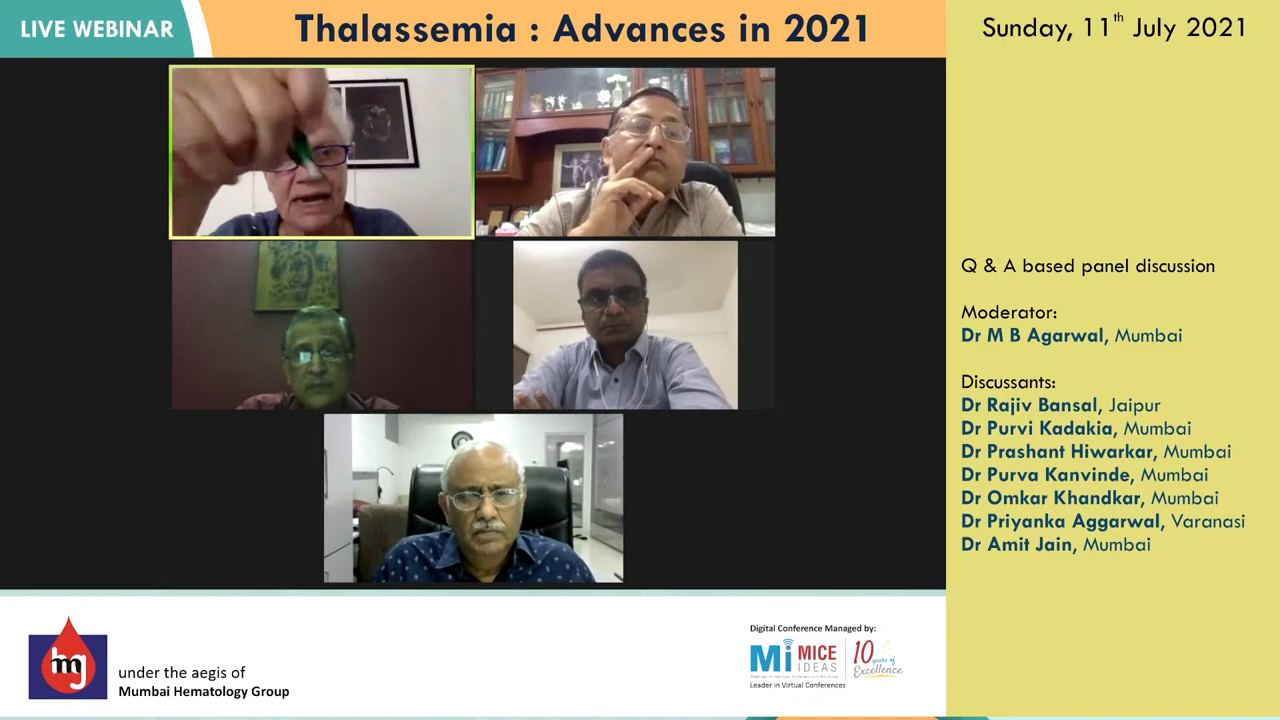 LIVE WEBINAR
Thalassemia : Advances in 2021
Sunday, 11th July 2021
Q & A based panel discussion
Moderator:
Dr M B Agarwal, Mumbai
Discussants:
Dr Rajiv Bansal, Jaipur
Dr Purvi Kadakia, Mumbai
Dr Prashant Hiwarkar, Mumbai
Dr Purva Kanvinde, Mumbai
Dr Omkar Khandkar, Mumbai
Dr Priyanka Aggarwal, Varanasi
Dr Amit Jain, Mumbai
hmg
under the aegis of
Mumbai Hematology Group
Digital Conference Managed by:
Mi MICE
IDEAS
10 years of
Excellence
Leader in Virtual Conferences